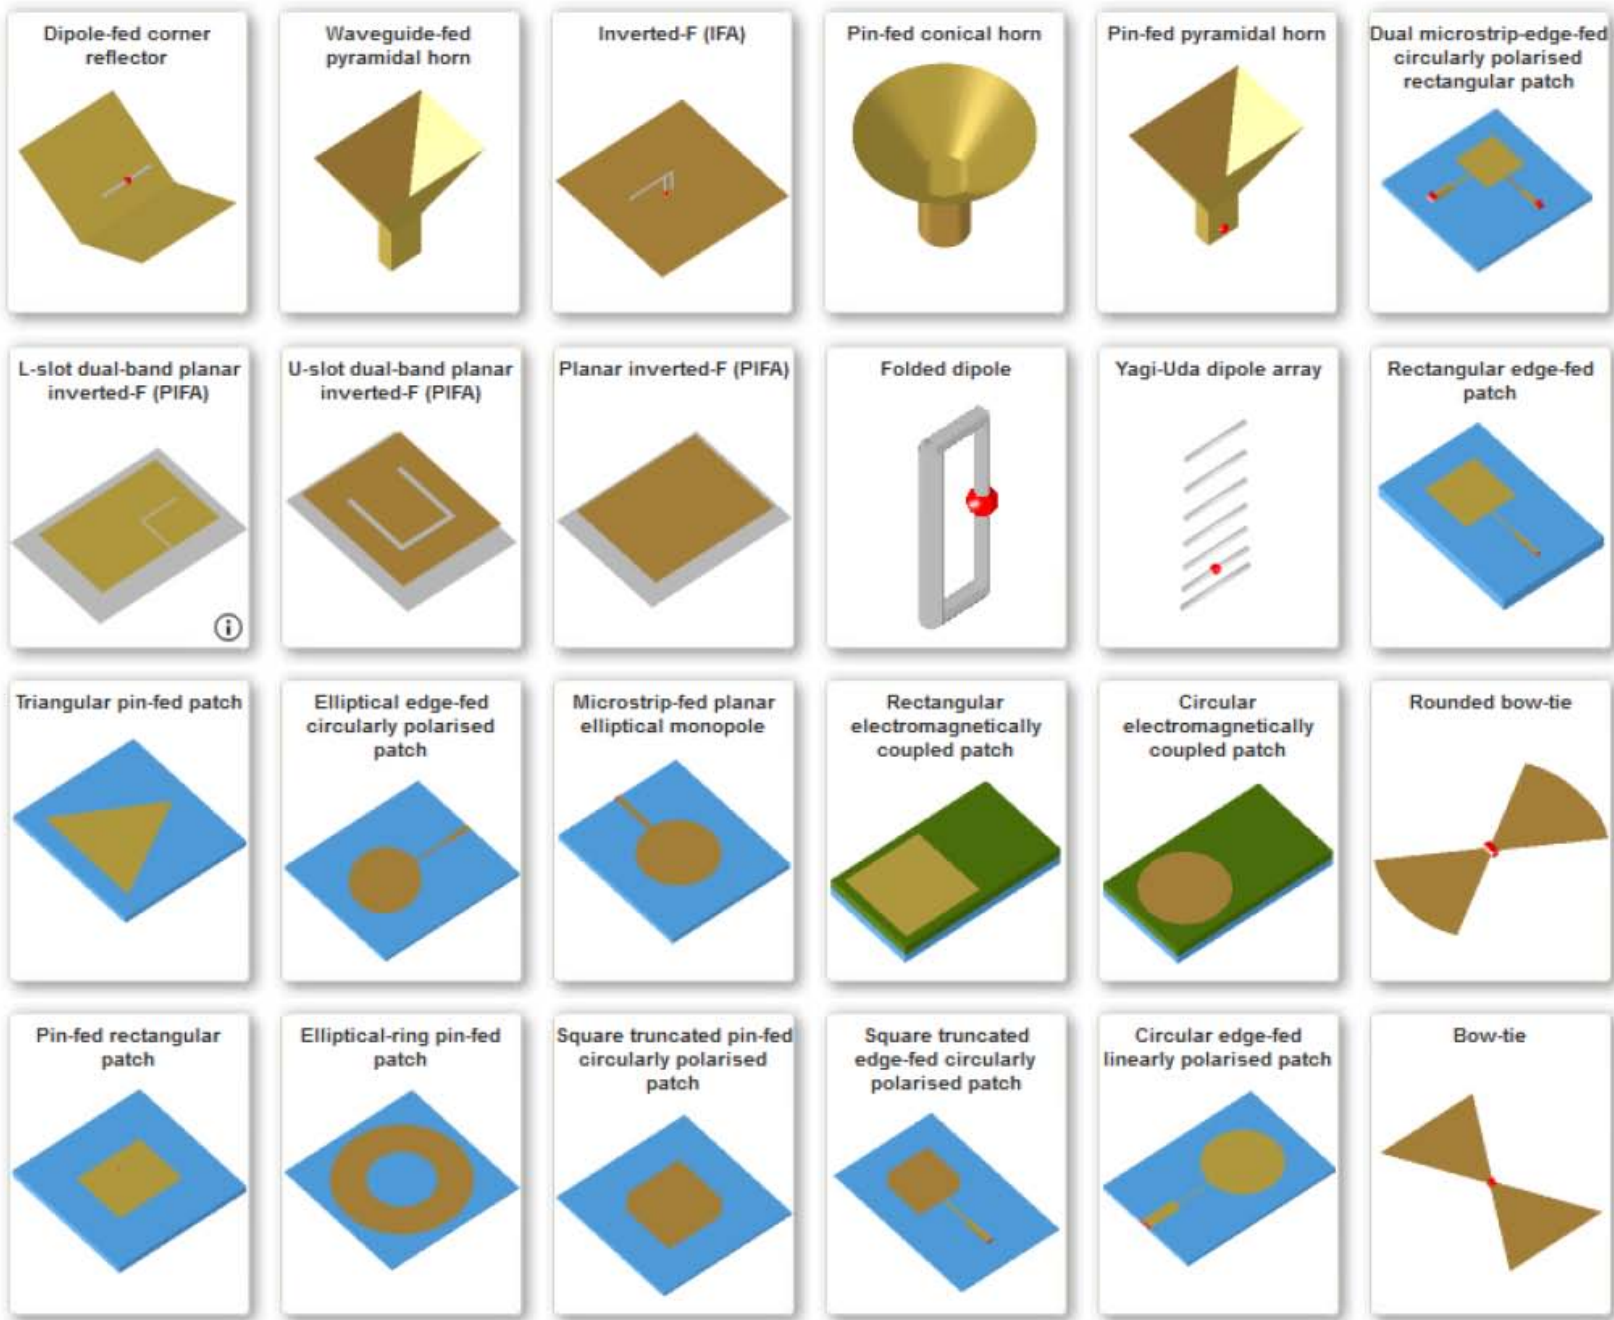 Dipole-fed corner
reflector
Waveguide-fed
pyramidal horn
Inverted-F (IFA)
Pin-fed conical horn
Pin-fed pyramidal horn
Dual microstrip-edge-fed
circularly polarised
rectangular patch
L-slot dual-band planar
inverted-F (PIFA)
U-slot dual-band planar
inverted-F (PIFA)
Planar inverted-F (PIFA)
Folded dipole
Yagi-Uda dipole array
Rectangular edge-fed
patch
Triangular pin-fed patch
Elliptical edge-fed
circularly polarised
patch
Microstrip-fed planar
elliptical monopole
Rectangular
electromagnetically
coupled patch
Circular
electromagnetically
coupled patch
Rounded bow-tie
Pin-fed rectangular
patch
Elliptical-ring pin-fed
patch
Square truncated pin-fed
circularly polarised
patch
Square truncated
edge-fed circularly
polarised patch
Circular edge-fed
linearly polarised patch
Bow-tie